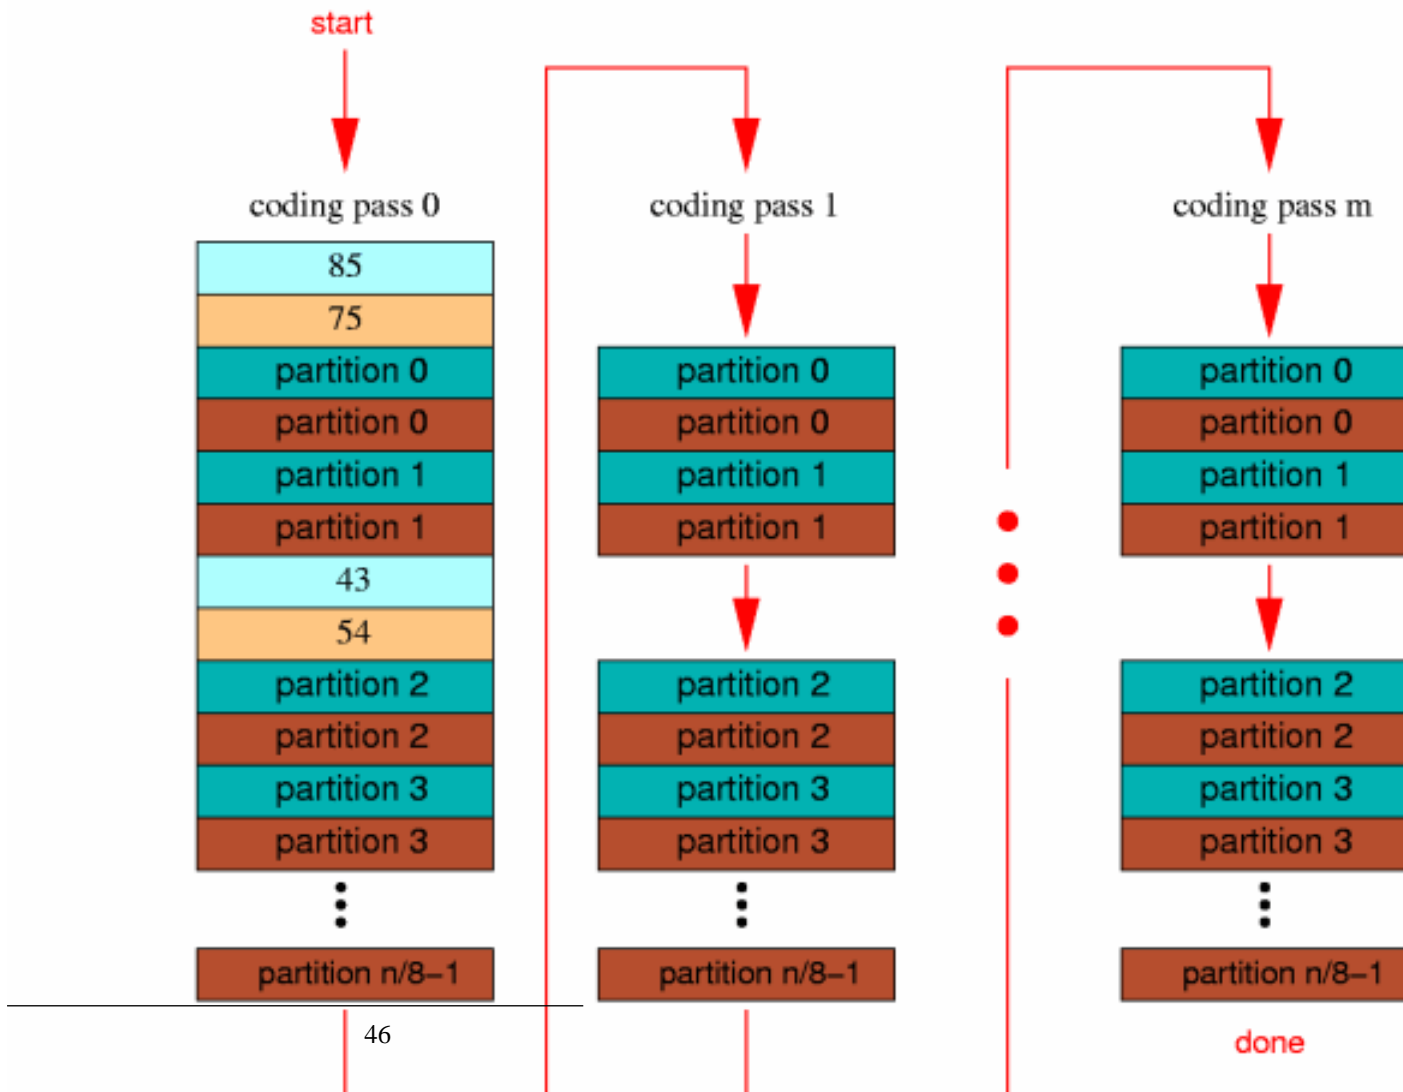 start
coding pass 0
85
75
partition 0
partition 0
partition 1
partition 1
43
54
partition 2
partition 2
partition 3
partition 3
partition n/8–1
46
coding pass 1
partition 0
partition 0
partition 1
partition 1
partition 2
partition 2
partition 3
partition 3
partition n/8–1
coding pass m
partition 0
partition 0
partition 1
partition 1
partition 2
partition 2
partition 3
partition 3
partition n/8–1
done